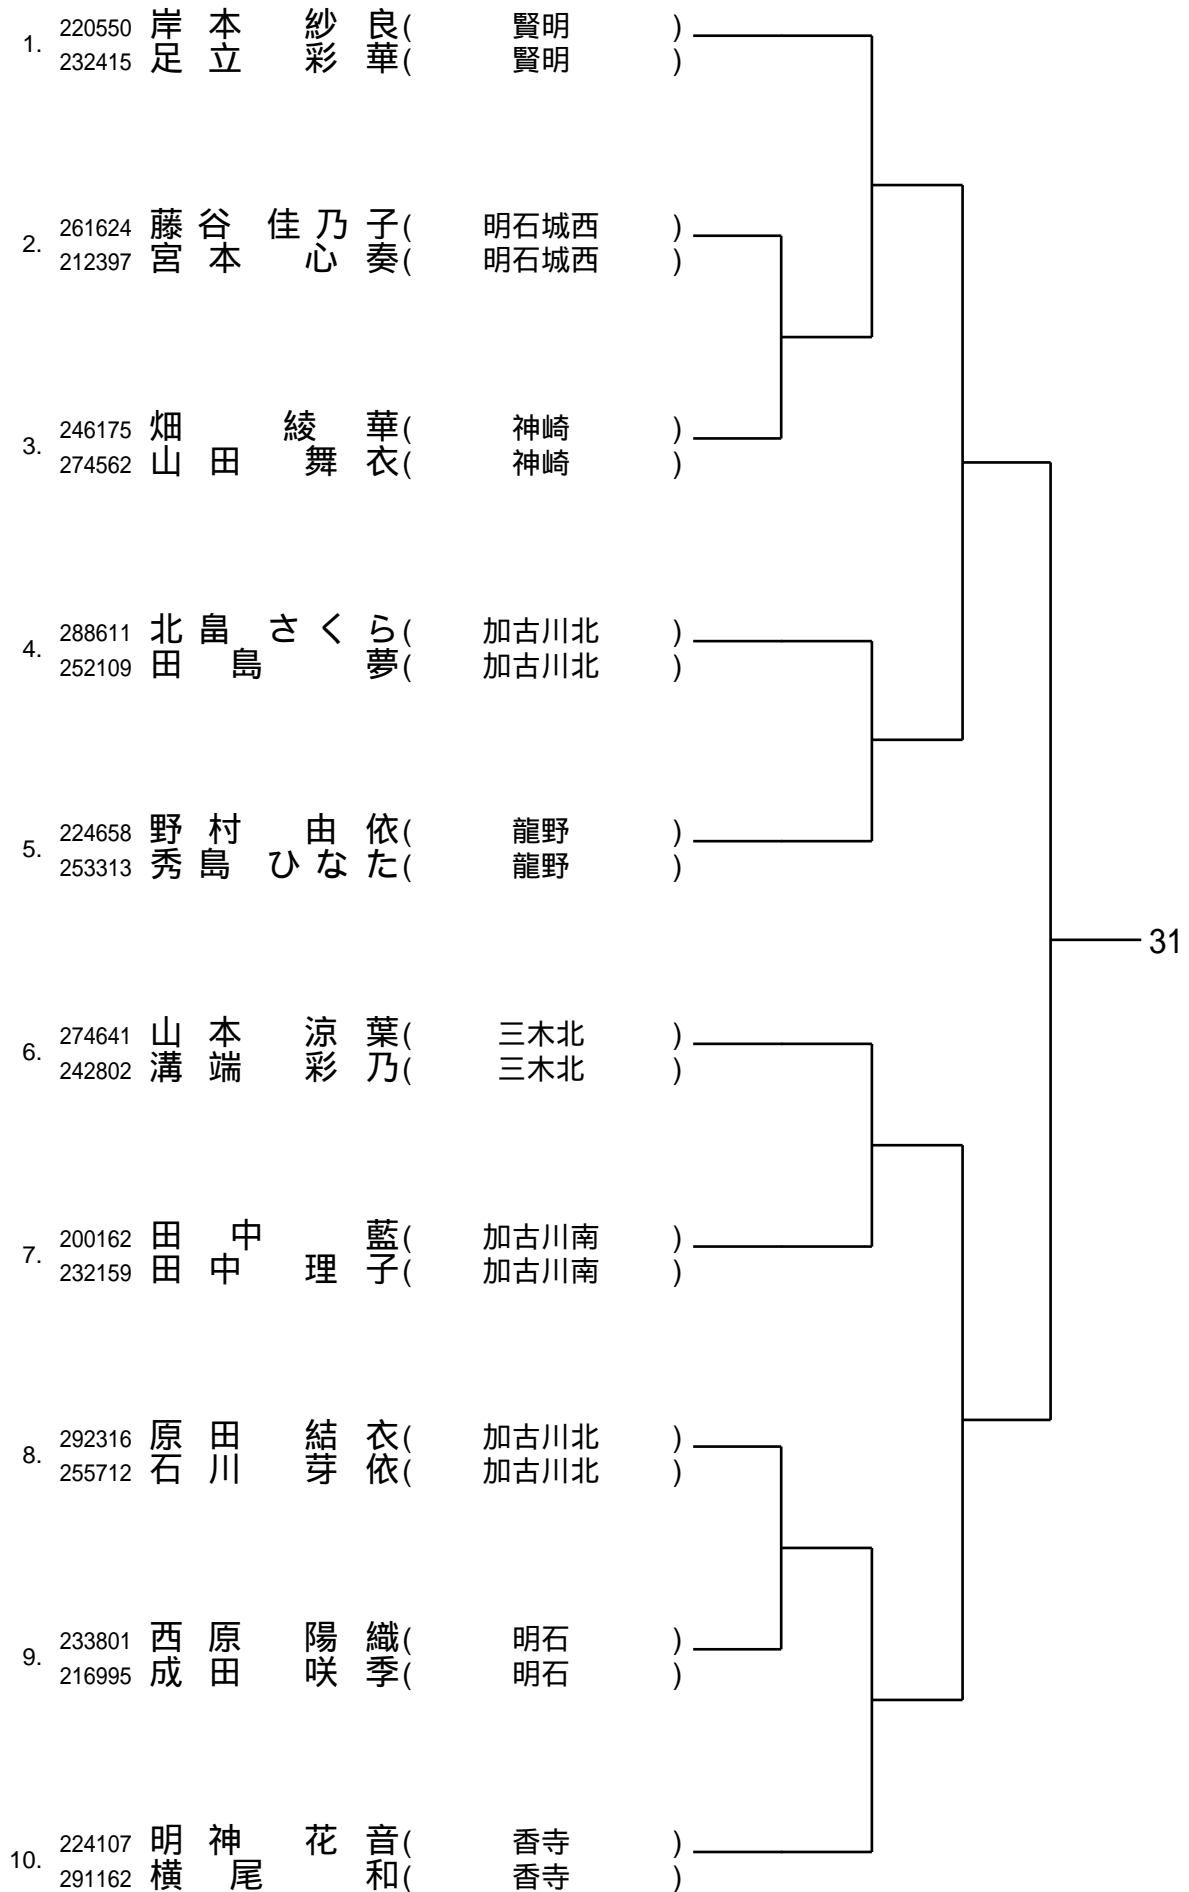 1. 220550 岸本 紗良( 賢明 )
232415 足立 彩華( 賢明 )
2. 261624 藤谷 佳乃子( 明石城西 )
212397 宮本 心奏( 明石城西 )
3. 246175 畑 綾華( 神崎 )
274562 山田 舞衣( 神崎 )
4. 288611 北畠 さくら( 加古川北 )
252109 田島 夢( 加古川北 )
5. 224658 野村 由依( 龍野 )
253313 秀島 ひなた( 龍野 )
31
6. 274641 山本 涼葉( 三木北 )
242802 溝端 彩乃( 三木北 )
7. 200162 田中 藍( 加古川南 )
232159 田中 理子( 加古川南 )
8. 292316 原田 結衣( 加古川北 )
255712 石川 芽依( 加古川北 )
9. 233801 西原 陽織( 明石 )
216995 成田 咲季( 明石 )
10. 224107 明神 花音( 香寺 )
291162 横尾 和( 香寺 )